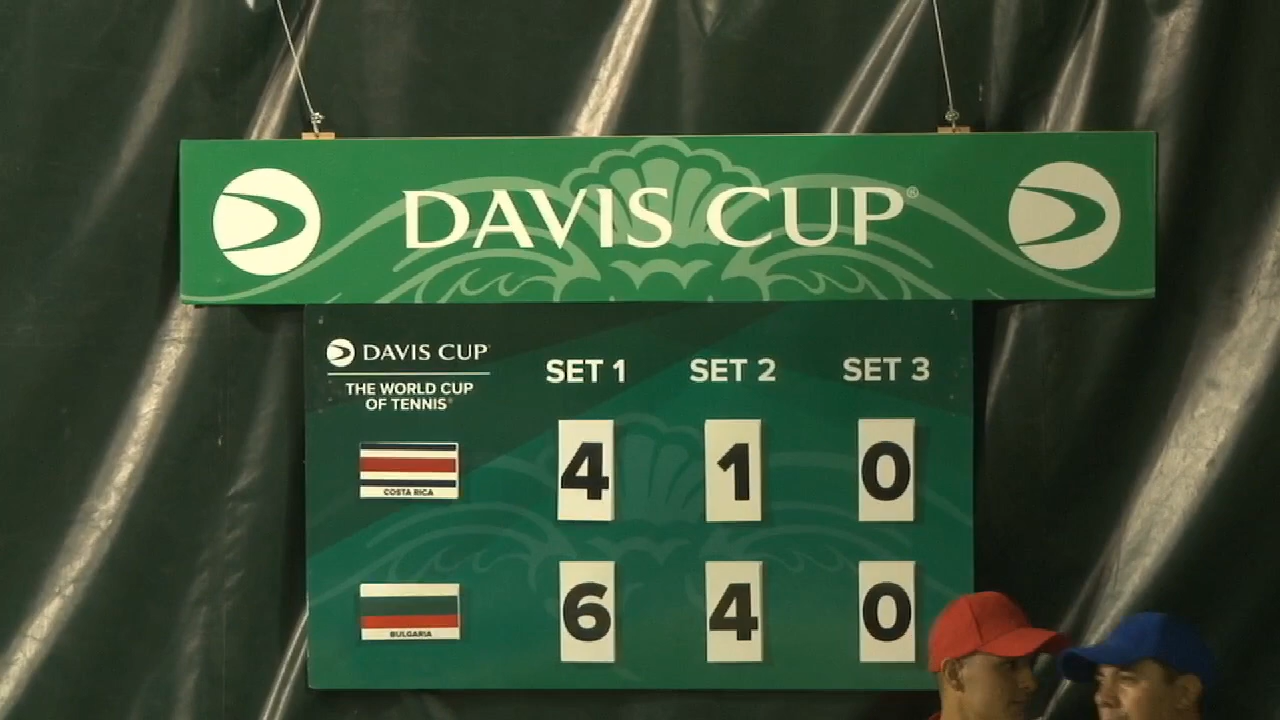 DAVIS CUP®
DAVIS CUP
THE WORLD CUP
OF TENNIS®
SET 1 SET 2 SET 3
COSTA RICA 4 1 0
BULGARIA 6 4 0